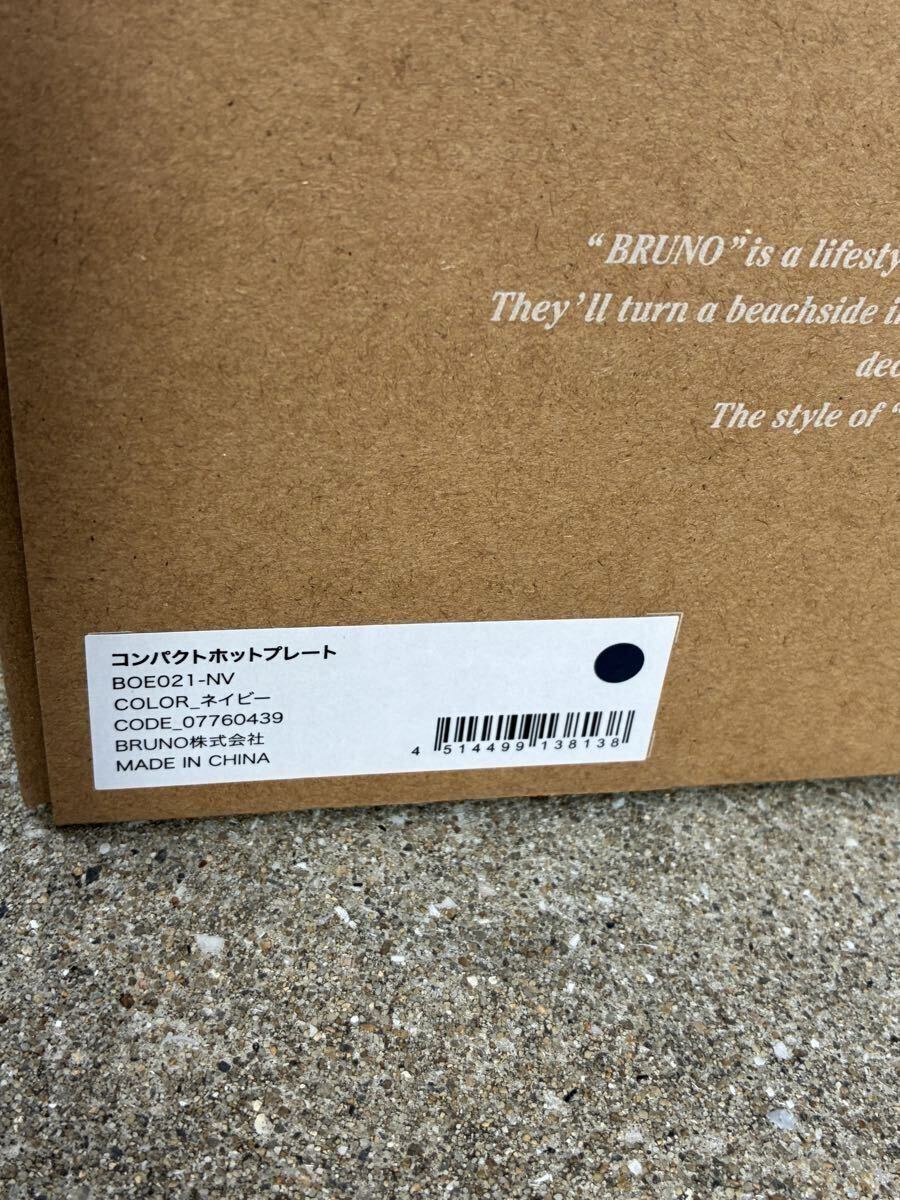 “BRUNO” is a
They’ll turn a beachside
The style of “
コンパクトホットプレート
BOE021-NV
COLOR_ネイビー
CODE_07760439
BRUNO株式会社
MADE IN CHINA
4 514499 138138